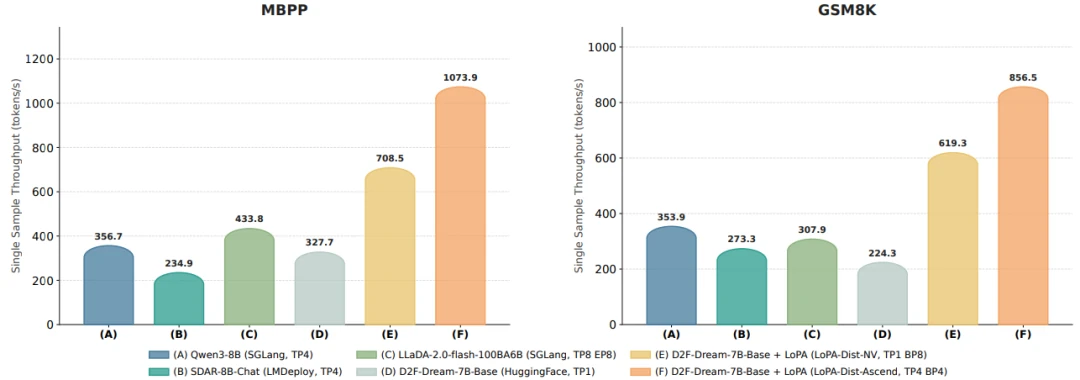 MBPP
Single Sample Throughput (tokens/s)
1200
1000
800
600
400
200
0
356.7
234.9
433.8
327.7
708.5
1073.9
(A) (B) (C) (D) (E) (F)
GSM8K
Single Sample Throughput (tokens/s)
1000
800
600
400
200
0
353.9
273.3
307.9
224.3
619.3
856.5
(A) (B) (C) (D) (E) (F)
(A) Qwen3-8B (SGLang, TP4)
(B) SDAR-8B-Chat (LMDeploy, TP4)
(C) LLaDA-2.0-flash-100BA6B (SGLang, TP8 EP8)
(D) D2F-Dream-7B-Base (HuggingFace, TP1)
(E) D2F-Dream-7B-Base + LoPA (LoPA-Dist-NV, TP1 BP8)
(F) D2F-Dream-7B-Base + LoPA (LoPA-Dist-Ascend, TP4 BP4)